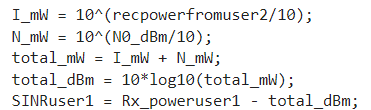 I_mW = 10^(recpowerfromuser2/10);
N_mW = 10^(N0_dBm/10);
total_mW = I_mW + N_mW;
total_dBm = 10*log10(total_mW);
SINRuser1 = Rx_poweruser1 - total_dBm;